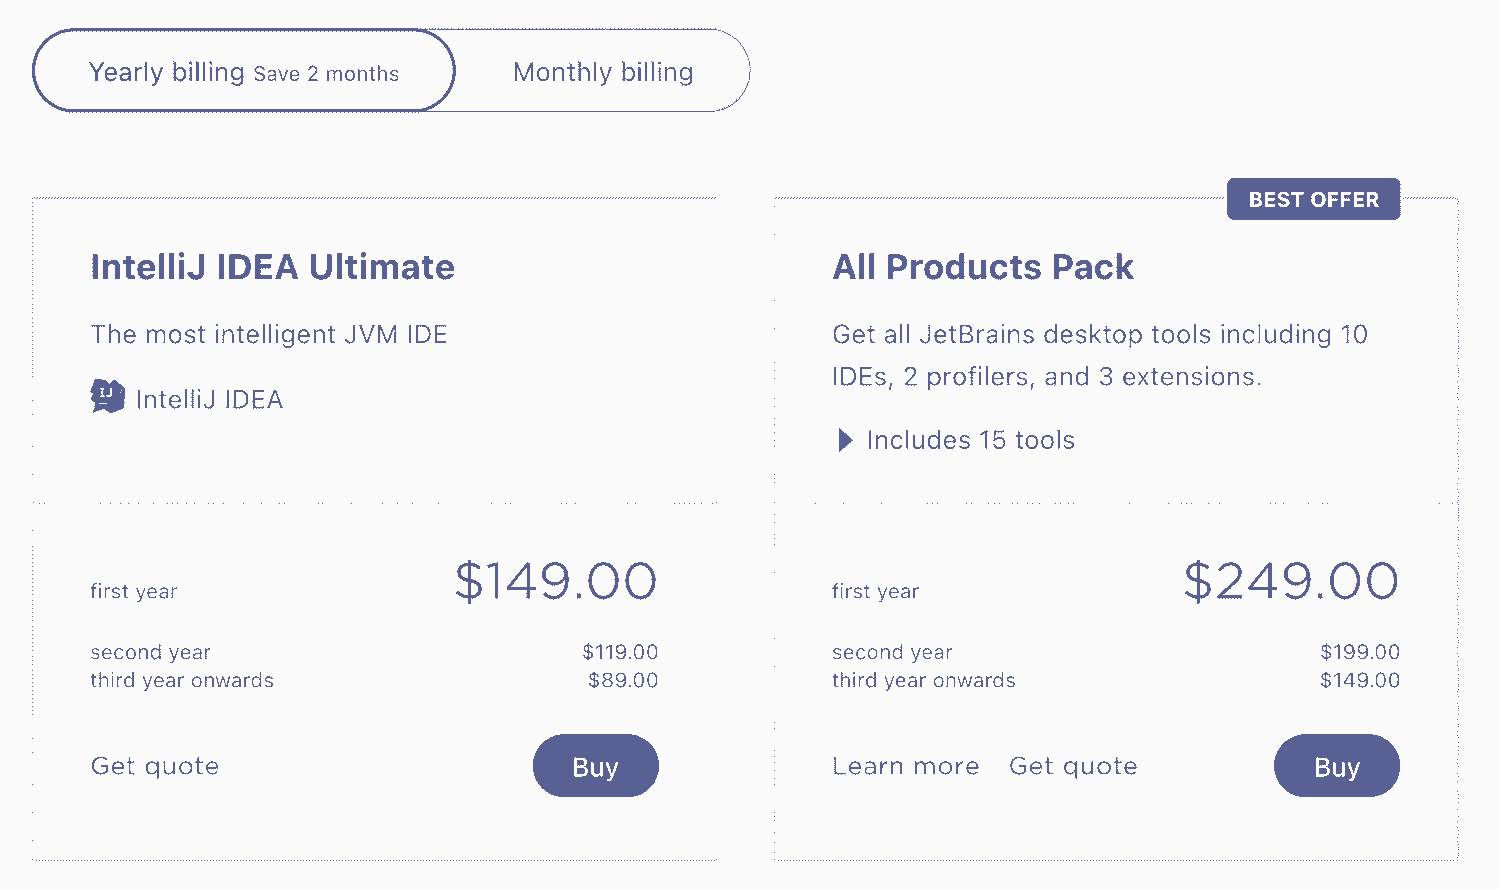 Yearly billing Save 2 months
Monthly billing
IntelliJ IDEA Ultimate
The most intelligent JVM IDE
IJ
IntelliJ IDEA
first year
$149.00
second year
$119.00
third year onwards
$89.00
Get quote
Buy
BEST OFFER
All Products Pack
Get all JetBrains desktop tools including 10
IDEs, 2 profilers, and 3 extensions.
Includes 15 tools
first year
$249.00
second year
$199.00
third year onwards
$149.00
Learn more
Get quote
Buy